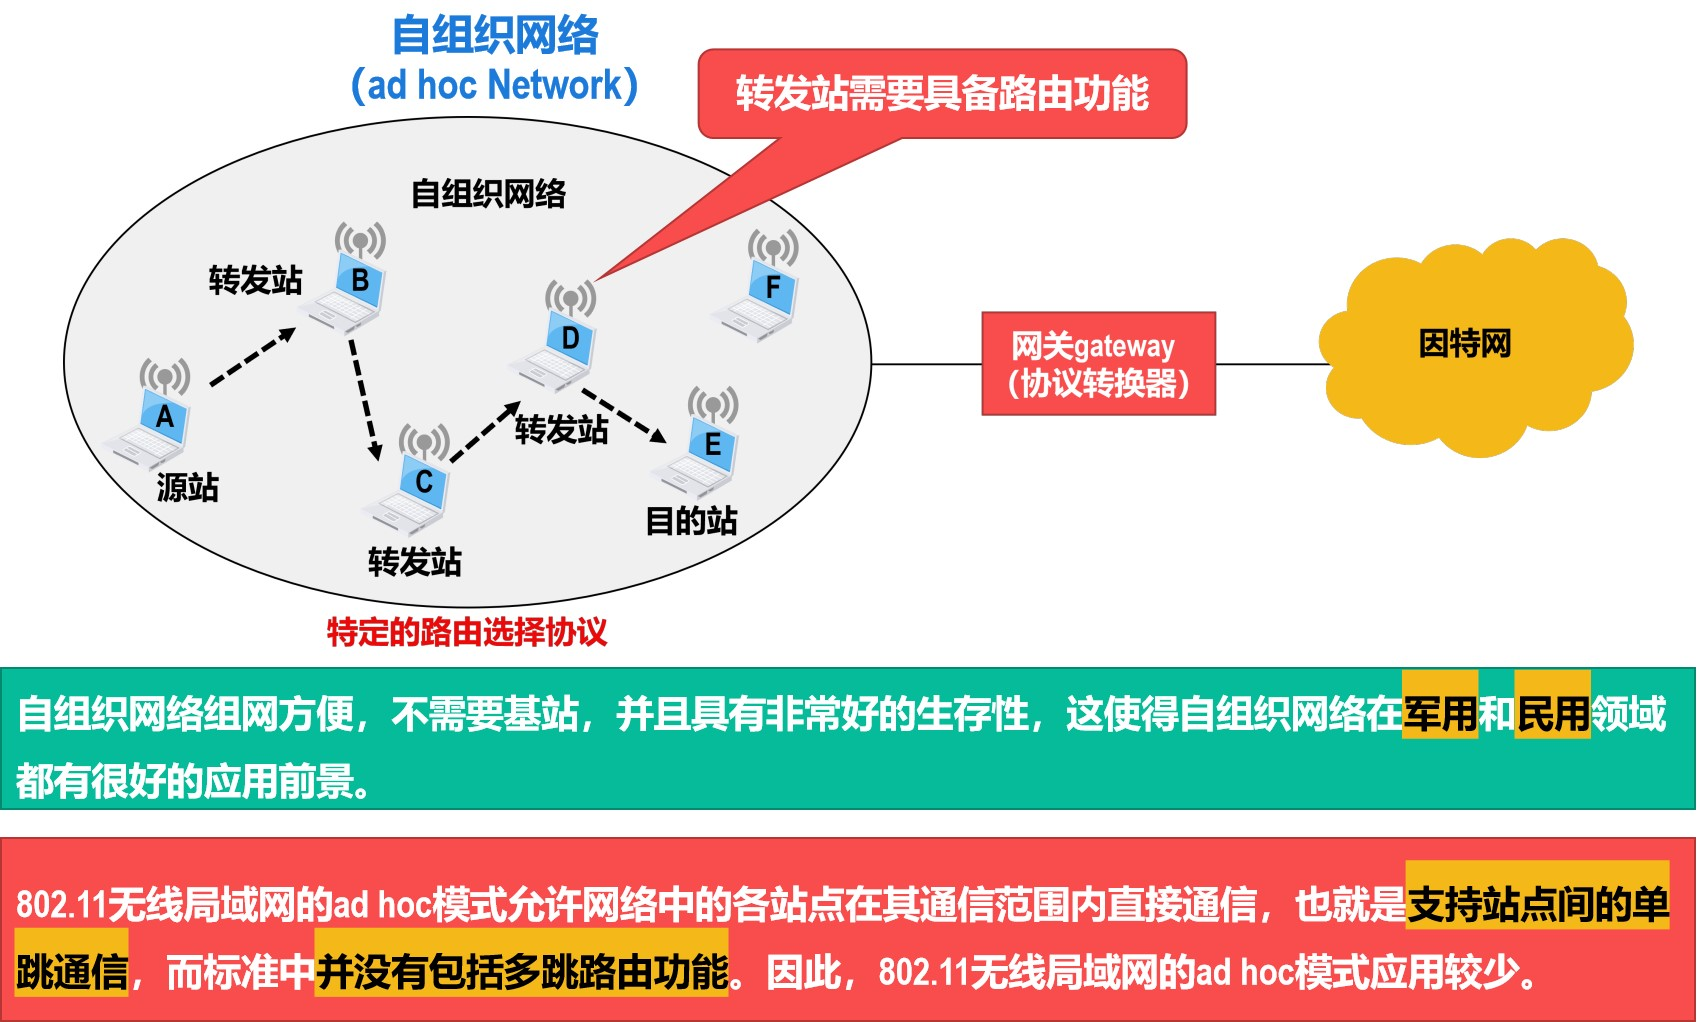 自组织网络
（ad hoc Network）
转发站需要具备路由功能
自组织网络
转发站
B
F
D
A
转发站
E
C
源站
目的站
转发站
特定的路由选择协议
网关gateway
（协议转换器）
因特网
自组织网络组网方便，不需要基站，并且具有非常好的生存性，这使得自组织网络在军用和民用领域
都有很好的应用前景。
802.11无线局域网的ad hoc模式允许网络中的各站点在其通信范围内直接通信，也就是支持站点间的单
跳通信，而标准中并没有包括多跳路由功能。因此，802.11无线局域网的ad hoc模式应用较少。